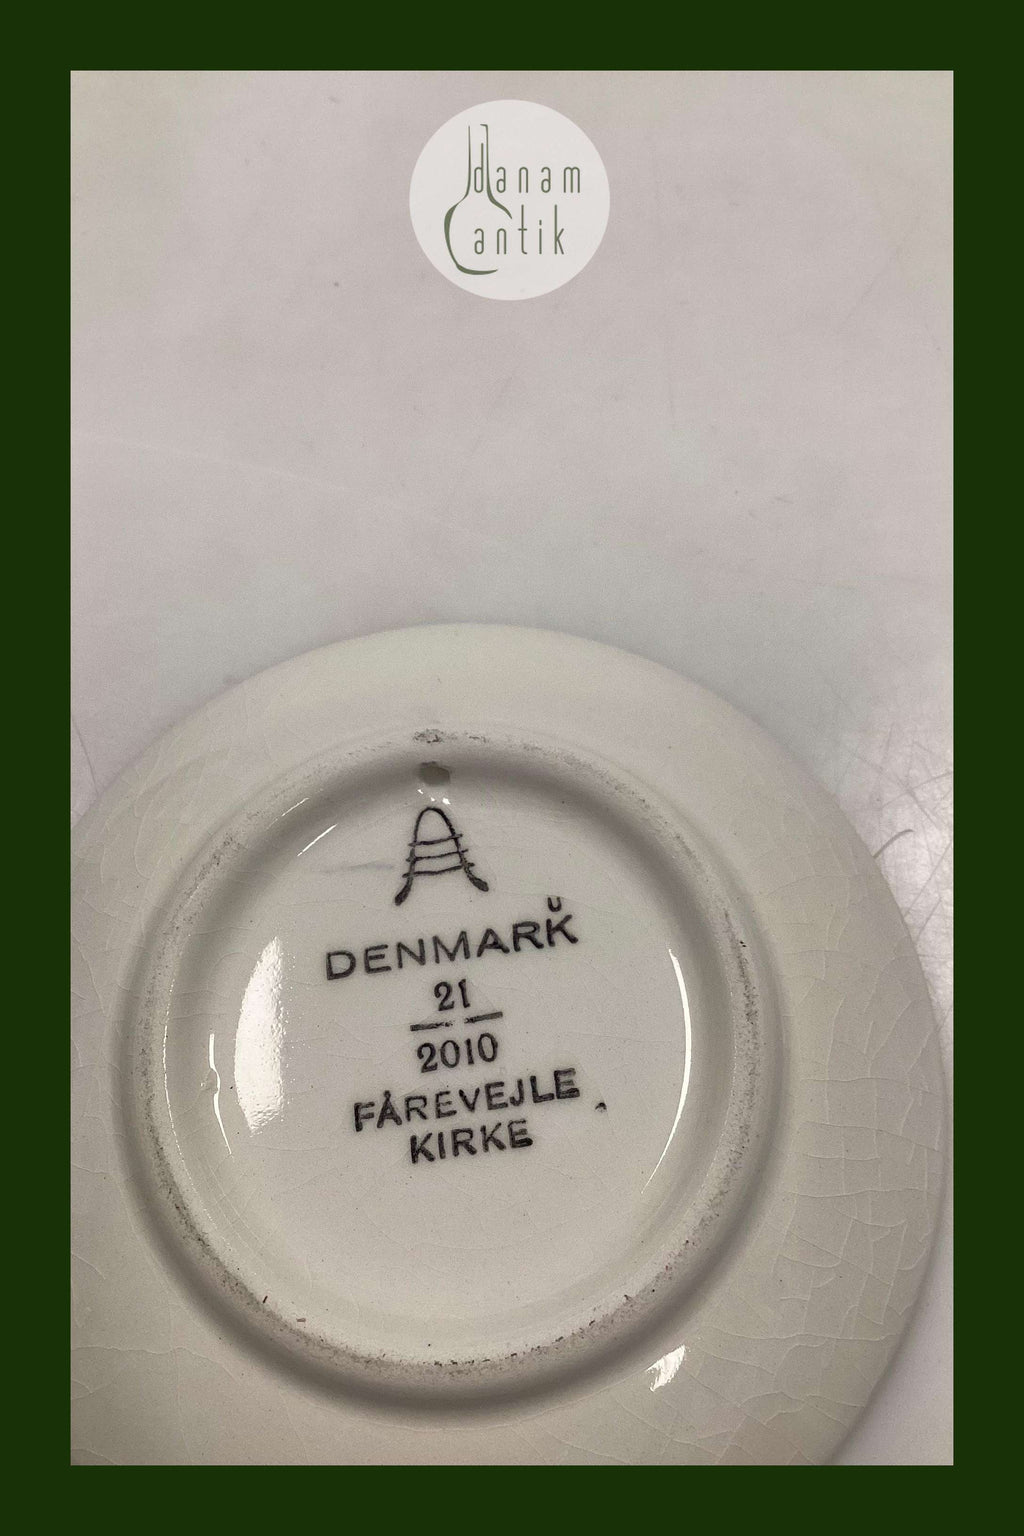 danam
antik
DENMARK
21
2010
FÅREVEJLE
KIRKE